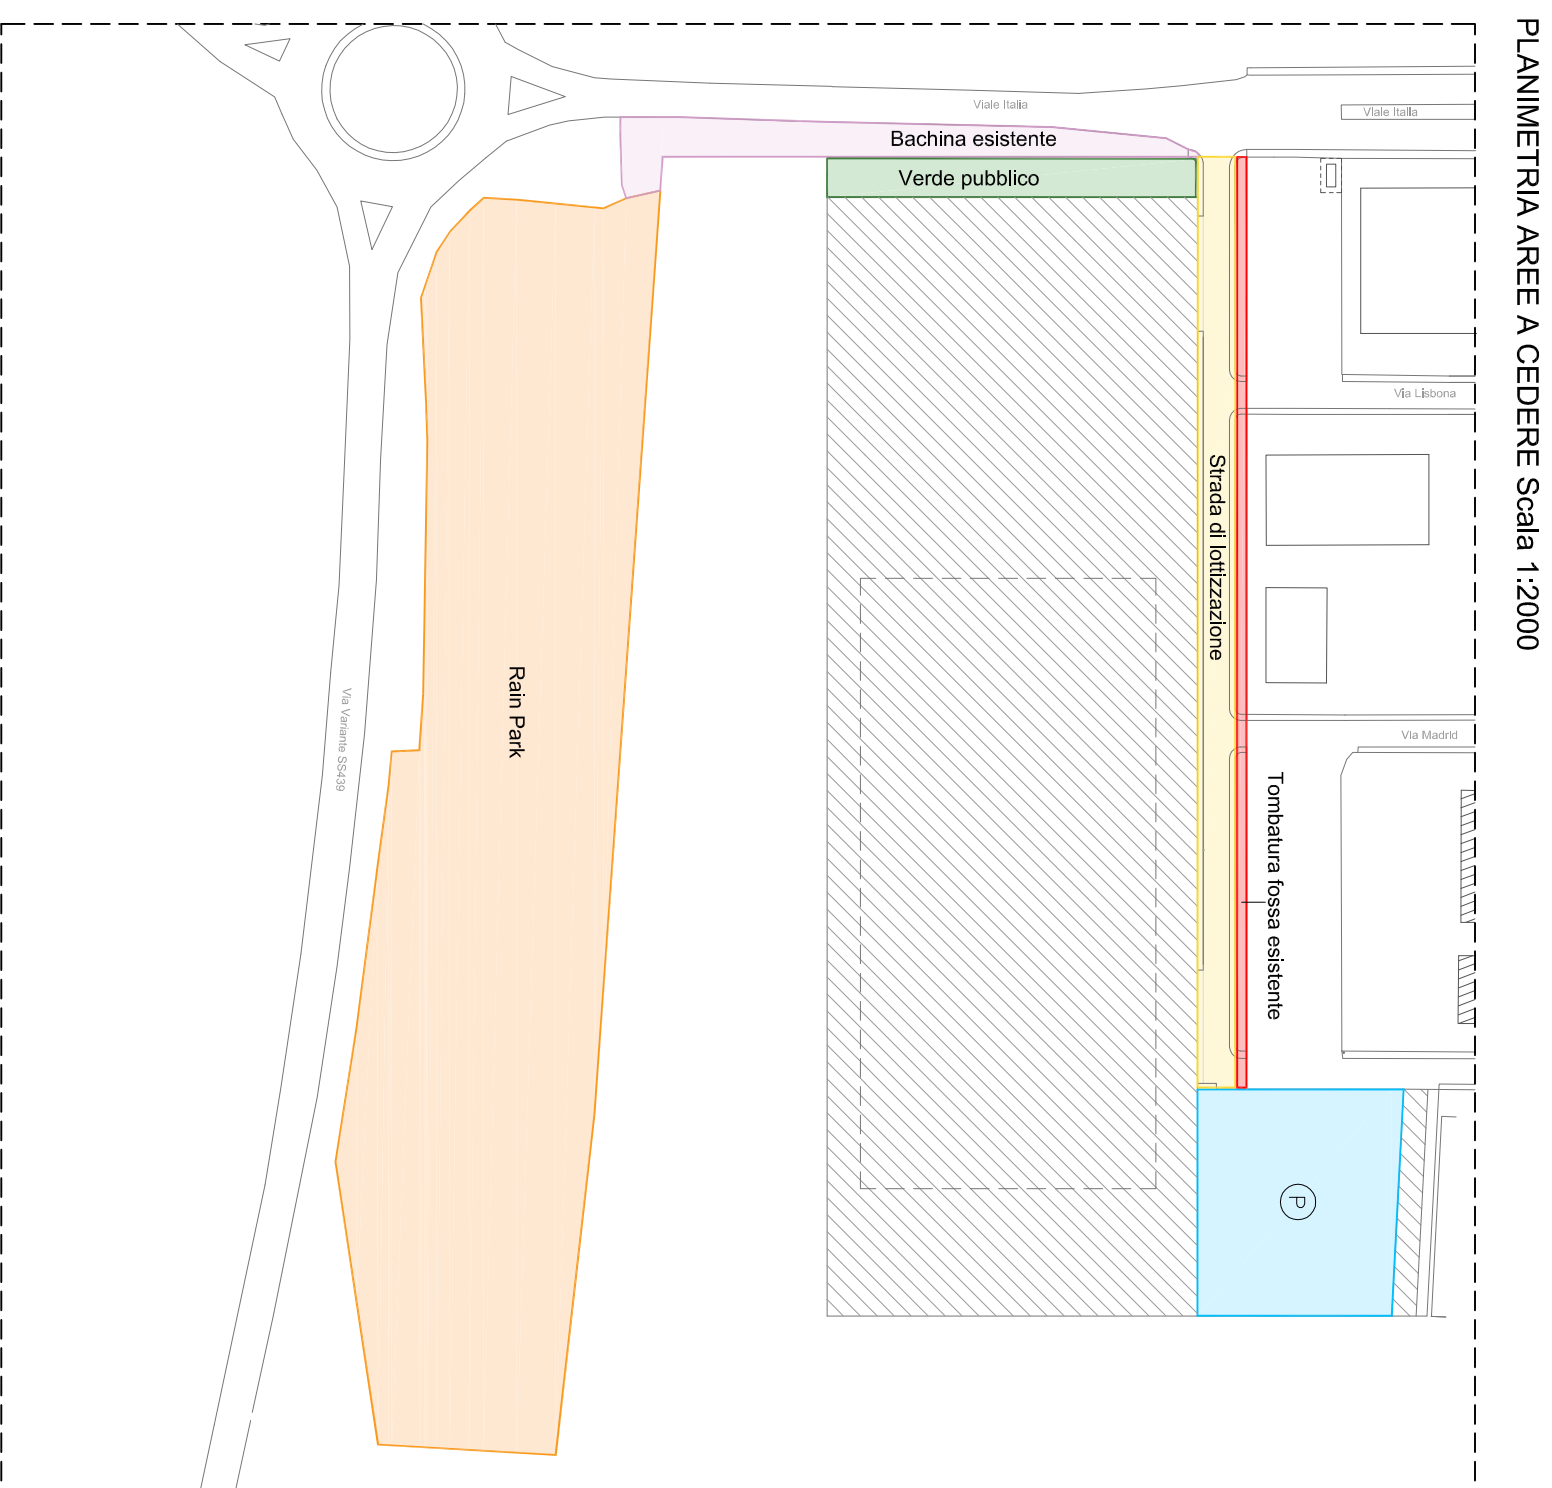 PLANIMETRIA AREE A CEDERE Scala 1:2000
Viale Italia
Viale Italia
Bachina esistente
Verde pubblico
Via Lisbona
Strada di lottizzazione
Rain Park
Via Variante SS439
Via Madrid
Tombatura fossa esistente
P